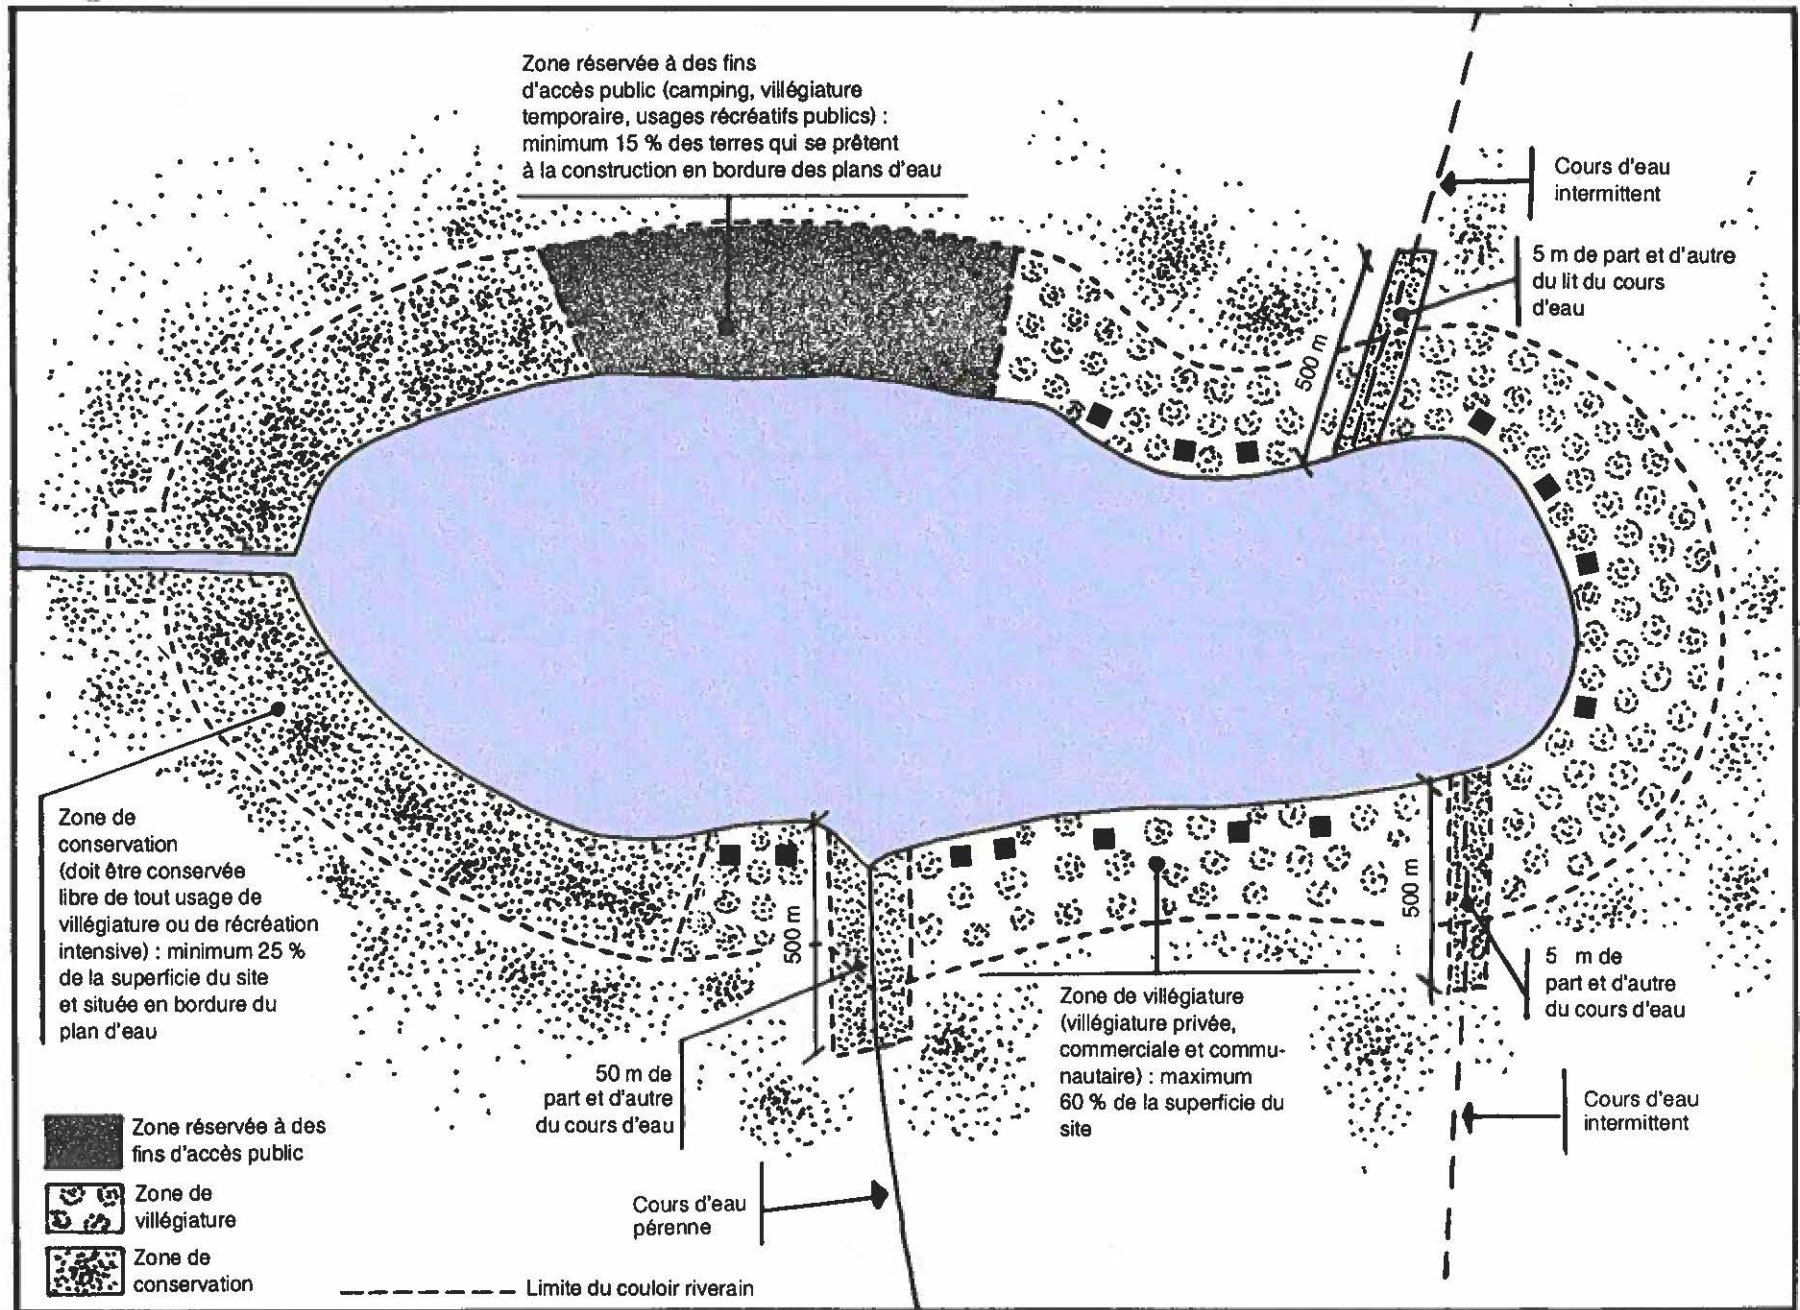 Zone réservée à des fins
d'accès public (camping, villégiature
temporaire, usages récréatifs publics) :
minimum 15 % des terres qui se prêtent
à la construction en bordure des plans d'eau
Cours d'eau
intermittent
5 m de part et d'autre
du lit du cours
d'eau
500 m
Zone de
conservation
(doit être conservée
libre de tout usage de
villégiature ou de récréation
intensive) : minimum 25 %
de la superficie du site
et située en bordure du
plan d'eau
500 m
500 m
50 m de
part et d'autre
du cours d'eau
Zone de villégiature
(villégiature privée,
commerciale et commu-
nautaire) : maximum
60 % de la superficie du
site
5 m de
part et d'autre
du cours d'eau
Cours d'eau
intermittent
Cours d'eau
pérenne
Zone réservée à des
fins d'accès public
Zone de
villégiature
Zone de
conservation
Limite du couloir riverain